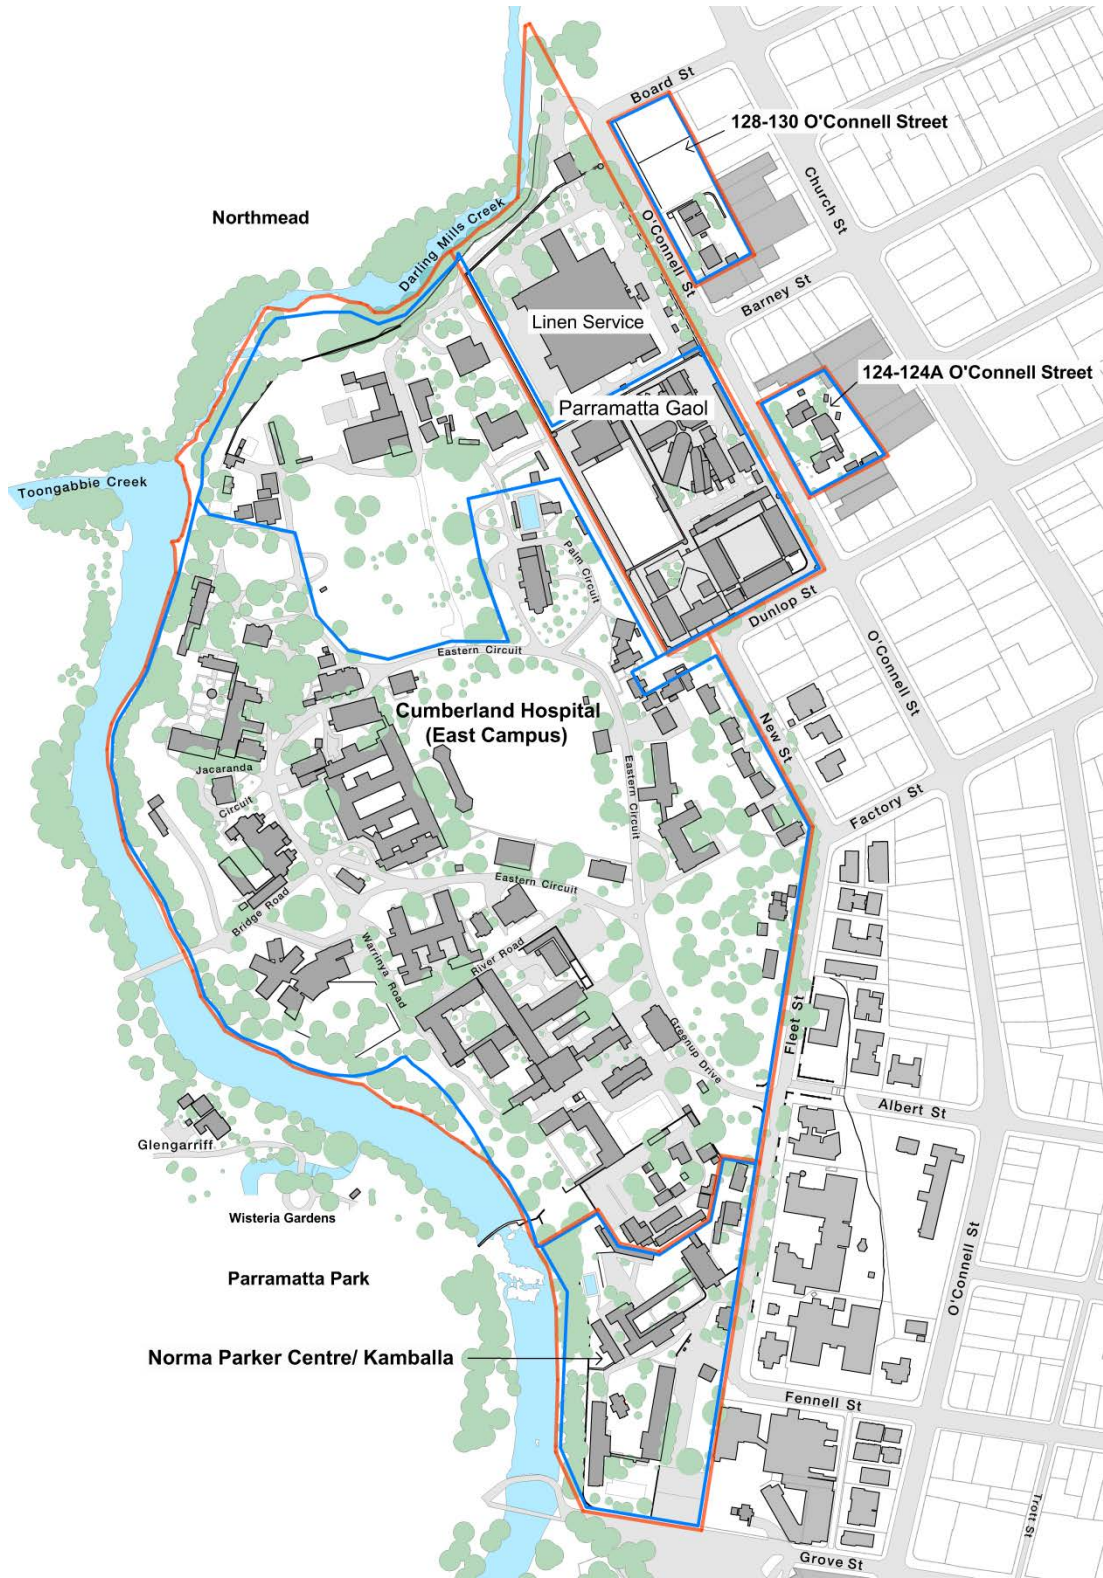 Board St
128-130 O'Connell Street
Church St
Northmead
Darling Mills Creek
O'Connell St
Barney St
Linen Service
124-124A O'Connell Street
Parramatta Gaol
Toongabbie Creek
Palm Circuit
Dunlop St
Eastern Circuit
O'Connell St
Cumberland Hospital
(East Campus)
New St
Jacaranda
Circuit
Eastern Circuit
Factory St
Eastern Circuit
Bridge Road
Warrinya Road
River Road
Greenup Drive
Fleet St
Albert St
Glengarriff
Wisteria Gardens
Parramatta Park
O'Connell St
Norma Parker Centre/ Kamballa
Fennell St
Trott St
Grove St